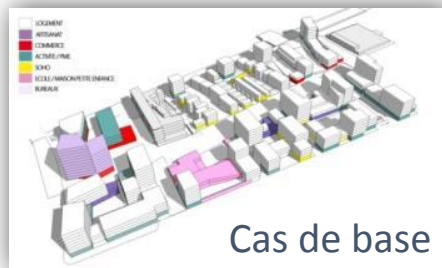 LOGEMENT
ARTISANAT
COMMERCE
ACTIVITE / PME
SOHO
ECOLE / MAISON PETITE ENFANCE
BUREAUX
Cas de base